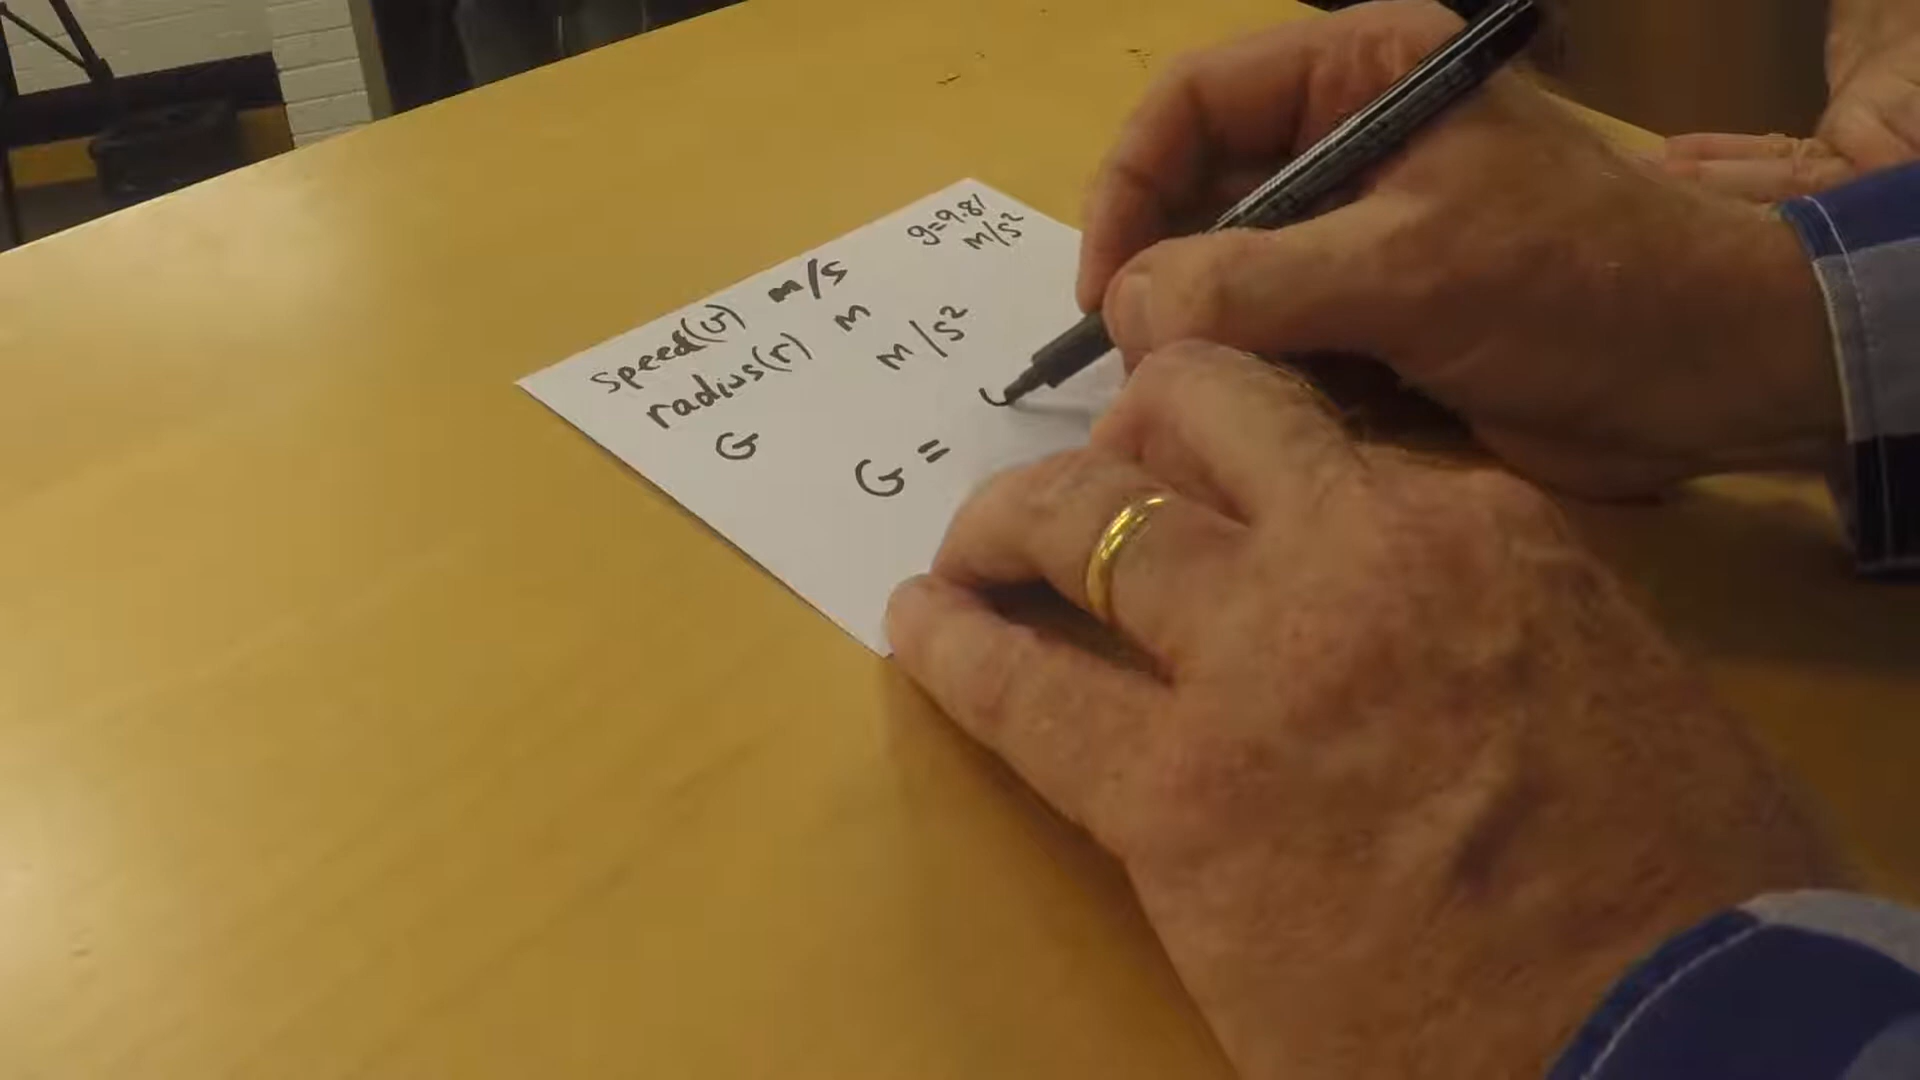 g=9.81
m/s²
speed(v) m/s
radius(r) m
G m/s²
G =